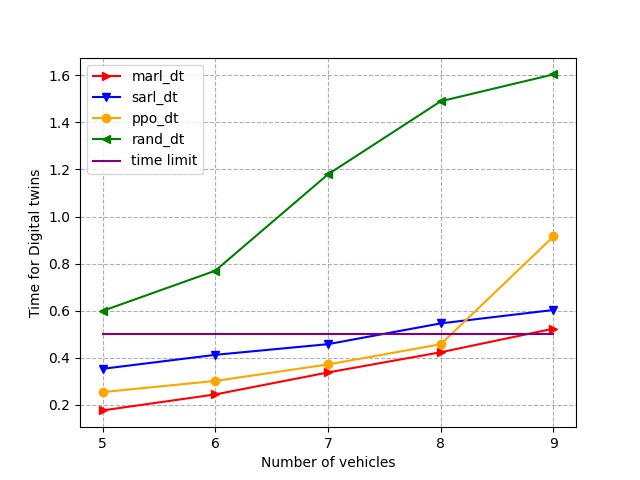 marl_dt
sarl_dt
ppo_dt
rand_dt
time limit
1.6
1.4
1.2
1.0
0.8
0.6
0.4
0.2
Time for Digital twins
5 6 7 8 9
Number of vehicles